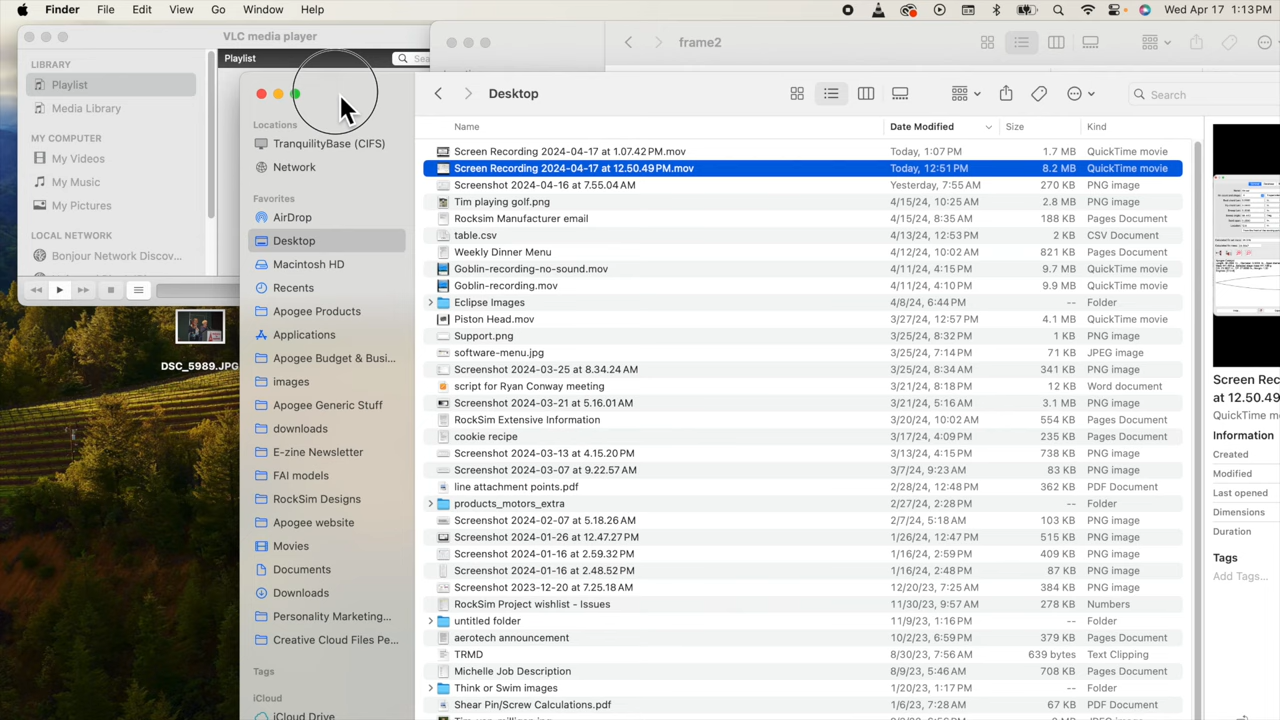 Finder File Edit View Go Window Help Wed Apr 17 1:13 PM
VLC media player
LIBRARY
Playlist
Media Library
MY COMPUTER
My Videos
My Music
My Pictures
LOCAL NETWORK
Bonjour Network Discov...
Playlist
Sea
DSC_5989.JPG
frame2
Locations
TranquilityBase (CIFS)
Network
Favorites
AirDrop
Desktop
Macintosh HD
Recents
Apogee Products
Applications
Apogee Budget & Busi...
images
Apogee Generic Stuff
downloads
E-zine Newsletter
FAI models
RockSim Designs
Apogee website
Movies
Documents
Downloads
Personality Marketing...
Creative Cloud Files Pe...
Tags
iCloud
iCloud Drive
Desktop
Search
Name Date Modified Size Kind
Screen Recording 2024-04-17 at 1.07.42 PM.mov Today, 1:07 PM 1.7 MB QuickTime movie
Screen Recording 2024-04-17 at 12.50.49 PM.mov Today, 12:51 PM 8.2 MB QuickTime movie
Screenshot 2024-04-16 at 7.55.04 AM Yesterday, 7:55 AM 270 KB PNG image
Tim playing golf.png 4/15/24, 10:25 AM 2.8 MB PNG image
Rocksim Manufacturer email 4/15/24, 8:35 AM 188 KB Pages Document
table.csv 4/13/24, 12:53 PM 2 KB CSV Document
Weekly Dinner Menu 4/12/24, 10:02 AM 821 KB Pages Document
Goblin-recording-no-sound.mov 4/11/24, 4:15 PM 9.7 MB QuickTime movie
Goblin-recording.mov 4/11/24, 4:10 PM 9.9 MB QuickTime movie
Eclipse Images 4/8/24, 6:44 PM -- Folder
Piston Head.mov 3/27/24, 12:57 PM 4.1 MB QuickTime movie
Support.png 3/25/24, 8:32 PM 1 KB PNG image
software-menu.jpg 3/25/24, 7:14 PM 71 KB JPEG image
Screenshot 2024-03-25 at 8.34.24 AM 3/25/24, 8:34 AM 341 KB PNG image
script for Ryan Conway meeting 3/21/24, 8:18 PM 12 KB Word document
Screenshot 2024-03-21 at 5.16.01 AM 3/21/24, 5:16 AM 3.1 MB PNG image
RockSim Extensive Information 3/20/24, 10:02 AM 554 KB Pages Document
cookie recipe 3/17/24, 4:09 PM 235 KB Pages Document
Screenshot 2024-03-13 at 4.15.20 PM 3/13/24, 4:15 PM 738 KB PNG image
Screenshot 2024-03-07 at 9.22.57 AM 3/7/24, 9:23 AM 83 KB PNG image
line attachment points.pdf 2/28/24, 12:48 PM 362 KB PDF Document
products_motors_extra 2/27/24, 2:28 PM -- Folder
Screenshot 2024-02-07 at 5.18.26 AM 2/7/24, 5:18 AM 103 KB PNG image
Screenshot 2024-01-26 at 12.47.27 PM 1/26/24, 12:47 PM 515 KB PNG image
Screenshot 2024-01-16 at 2.59.32 PM 1/16/24, 2:59 PM 409 KB PNG image
Screenshot 2024-01-16 at 2.48.52 PM 1/16/24, 2:48 PM 87 KB PNG image
Screenshot 2023-12-20 at 7.25.18 AM 12/20/23, 7:25 AM 384 KB PNG image
RockSim Project wishlist - Issues 11/30/23, 9:57 AM 278 KB Numbers
untitled folder 11/9/23, 1:16 PM -- Folder
aerotech announcement 10/2/23, 6:59 PM 379 KB Pages Document
TRMD 8/30/23, 7:56 AM 639 bytes Text Clipping
Michelle Job Description 8/9/23, 5:46 AM 708 KB Pages Document
Think or Swim images 1/20/23, 1:17 PM -- Folder
Shear Pin/Screw Calculations.pdf 1/6/23, 7:28 AM 72 KB PDF Document
Screen Rec
at 12.50.49
QuickTime mo
Information
Created
Modified
Last opened
Dimensions
Duration
Tags
Add Tags...